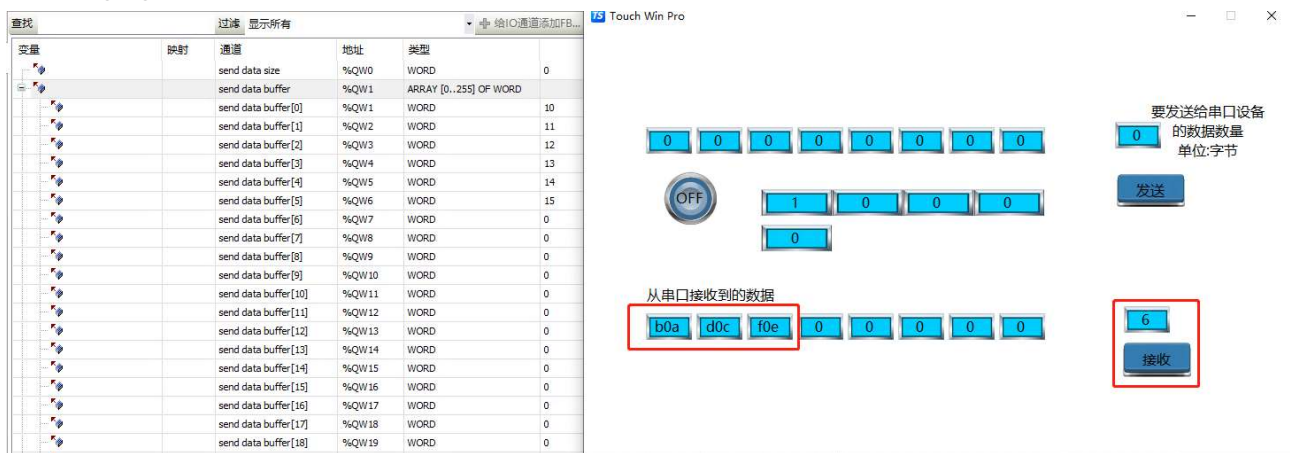 查找 过滤 显示所有 给IO通道添加FB...
变量 映射 通道 地址 类型
send data size %QW0 WORD 0
send data buffer %QW1 ARRAY [0..255] OF WORD
send data buffer[0] %QW1 WORD 10
send data buffer[1] %QW2 WORD 11
send data buffer[2] %QW3 WORD 12
send data buffer[3] %QW4 WORD 13
send data buffer[4] %QW5 WORD 14
send data buffer[5] %QW6 WORD 15
send data buffer[6] %QW7 WORD 0
send data buffer[7] %QW8 WORD 0
send data buffer[8] %QW9 WORD 0
send data buffer[9] %QW10 WORD 0
send data buffer[10] %QW11 WORD 0
send data buffer[11] %QW12 WORD 0
send data buffer[12] %QW13 WORD 0
send data buffer[13] %QW14 WORD 0
send data buffer[14] %QW15 WORD 0
send data buffer[15] %QW16 WORD 0
send data buffer[16] %QW17 WORD 0
send data buffer[17] %QW18 WORD 0
send data buffer[18] %QW19 WORD 0
TS Touch Win Pro
要发送给串口设备
的数据数量
单位:字节
0 0 0 0 0 0 0 0 0
发送
OFF 1 0 0 0
0
从串口接收到的数据
b0a d0c f0e 0 0 0 0 0 6
接收